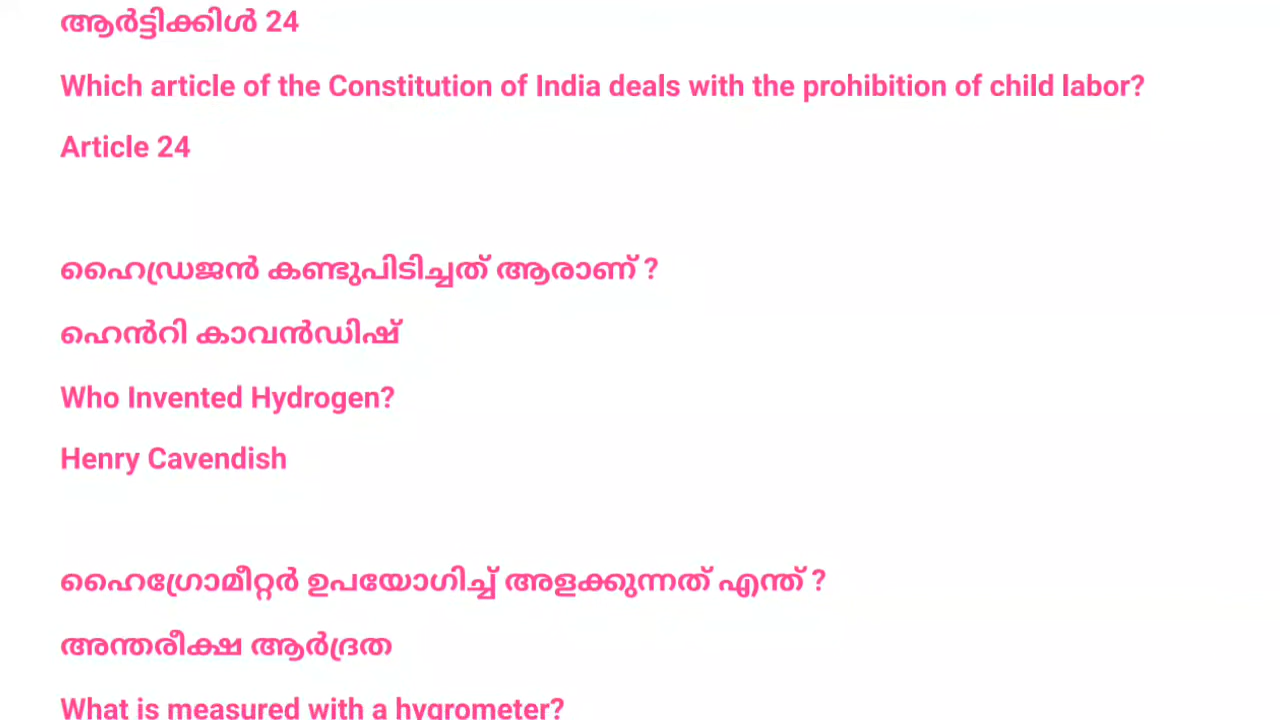 ആർട്ടിക്കിൾ 24
Which article of the Constitution of India deals with the prohibition of child labor?
Article 24
ഹൈഡ്രജൻ കണ്ടുപിടിച്ചത് ആരാണ് ?
ഹെൻറി കാവൻഡിഷ്
Who Invented Hydrogen?
Henry Cavendish
ഹൈഗ്രോമീറ്റർ ഉപയോഗിച്ച് അളക്കുന്നത് എന്ത് ?
അന്തരീക്ഷ ആർദ്രത
What is measured with a hygrometer?